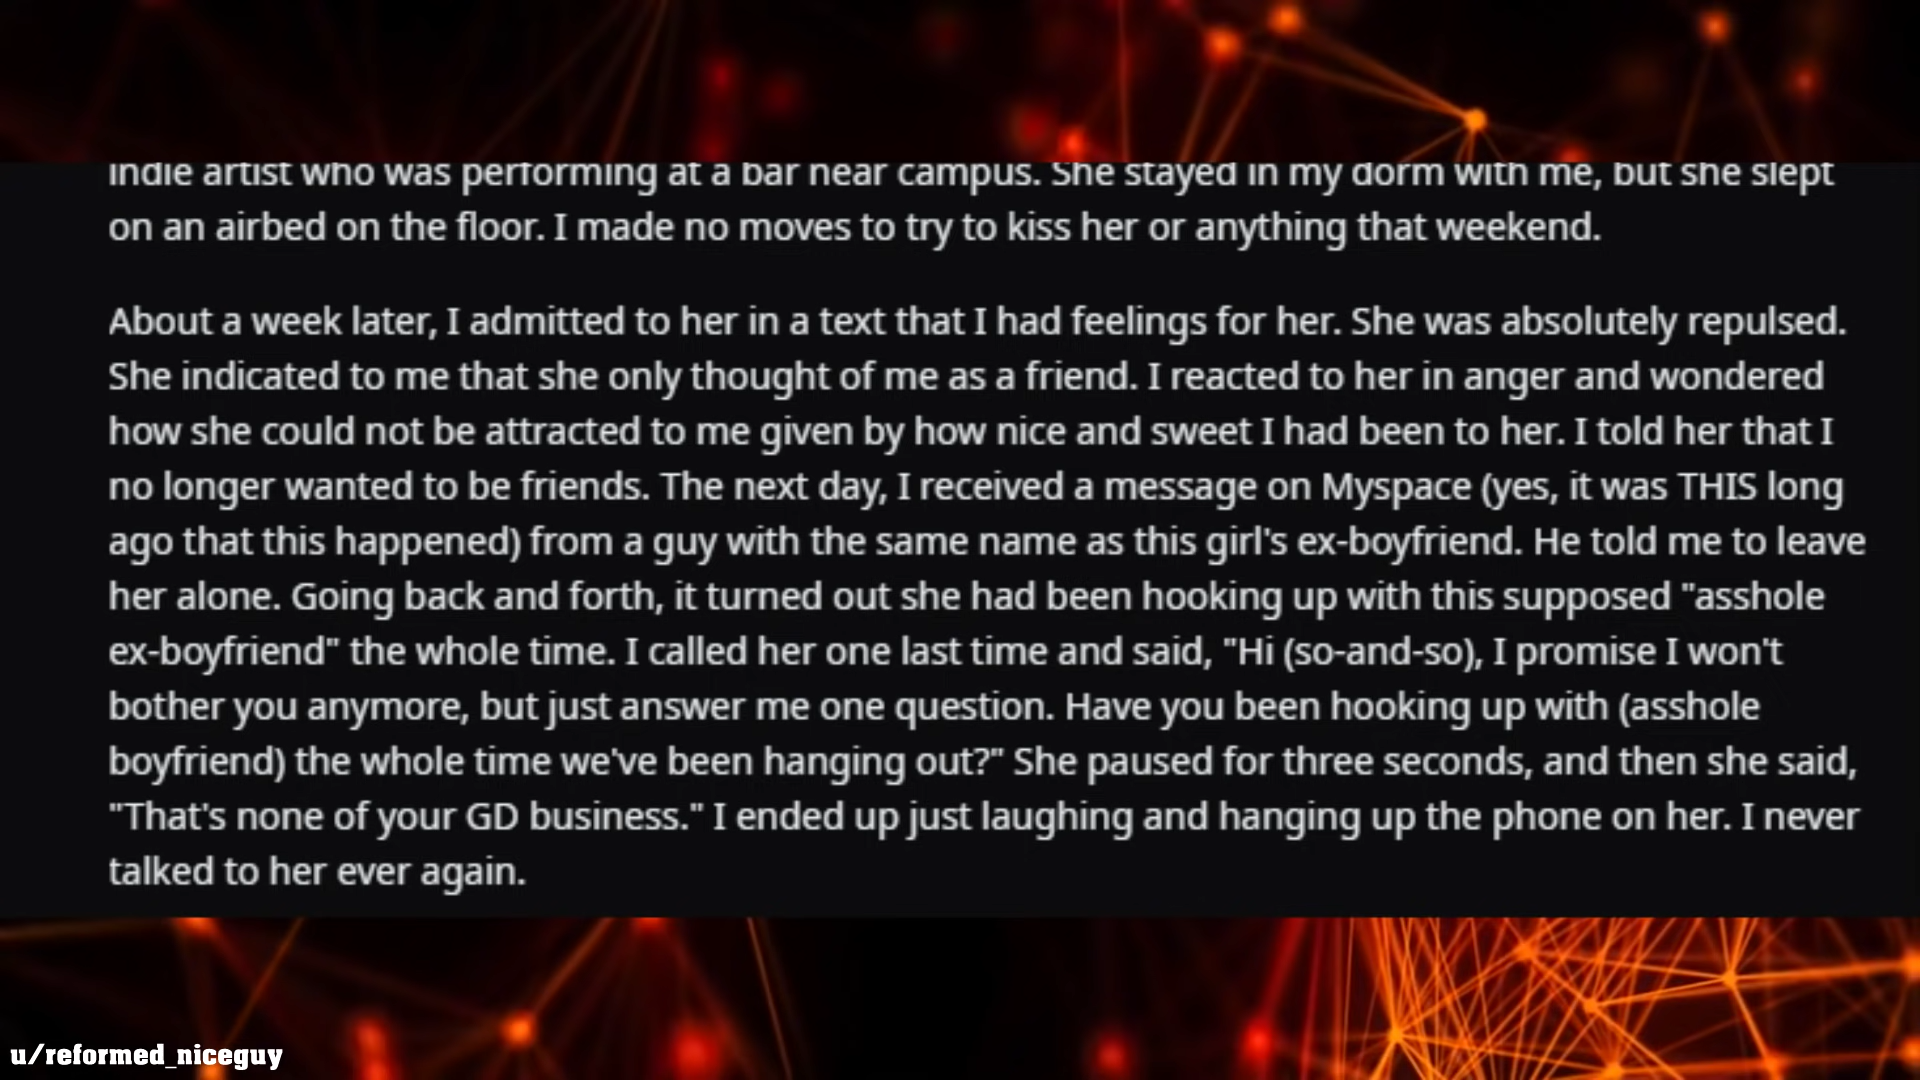 indie artist who was performing at a bar near campus. She stayed in my dorm with me, but she slept
on an airbed on the floor. I made no moves to try to kiss her or anything that weekend.
About a week later, I admitted to her in a text that I had feelings for her. She was absolutely repulsed.
She indicated to me that she only thought of me as a friend. I reacted to her in anger and wondered
how she could not be attracted to me given by how nice and sweet I had been to her. I told her that I
no longer wanted to be friends. The next day, I received a message on Myspace (yes, it was THIS long
ago that this happened) from a guy with the same name as this girl's ex-boyfriend. He told me to leave
her alone. Going back and forth, it turned out she had been hooking up with this supposed "asshole
ex-boyfriend" the whole time. I called her one last time and said, "Hi (so-and-so), I promise I won't
bother you anymore, but just answer me one question. Have you been hooking up with (asshole
boyfriend) the whole time we've been hanging out?" She paused for three seconds, and then she said,
"That's none of your GD business." I ended up just laughing and hanging up the phone on her. I never
talked to her ever again.
u/reformed_niceguy